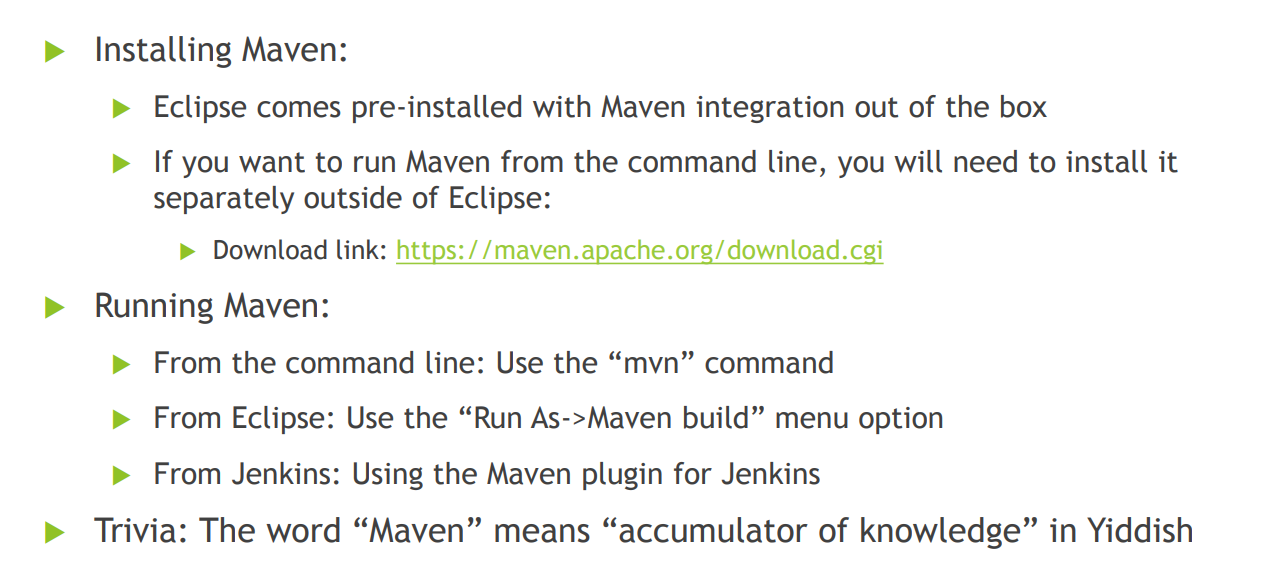 Installing Maven:
Eclipse comes pre-installed with Maven integration out of the box
If you want to run Maven from the command line, you will need to install it
separately outside of Eclipse:
Download link: https://maven.apache.org/download.cgi
Running Maven:
From the command line: Use the “mvn” command
From Eclipse: Use the “Run As->Maven build” menu option
From Jenkins: Using the Maven plugin for Jenkins
Trivia: The word “Maven” means “accumulator of knowledge” in Yiddish